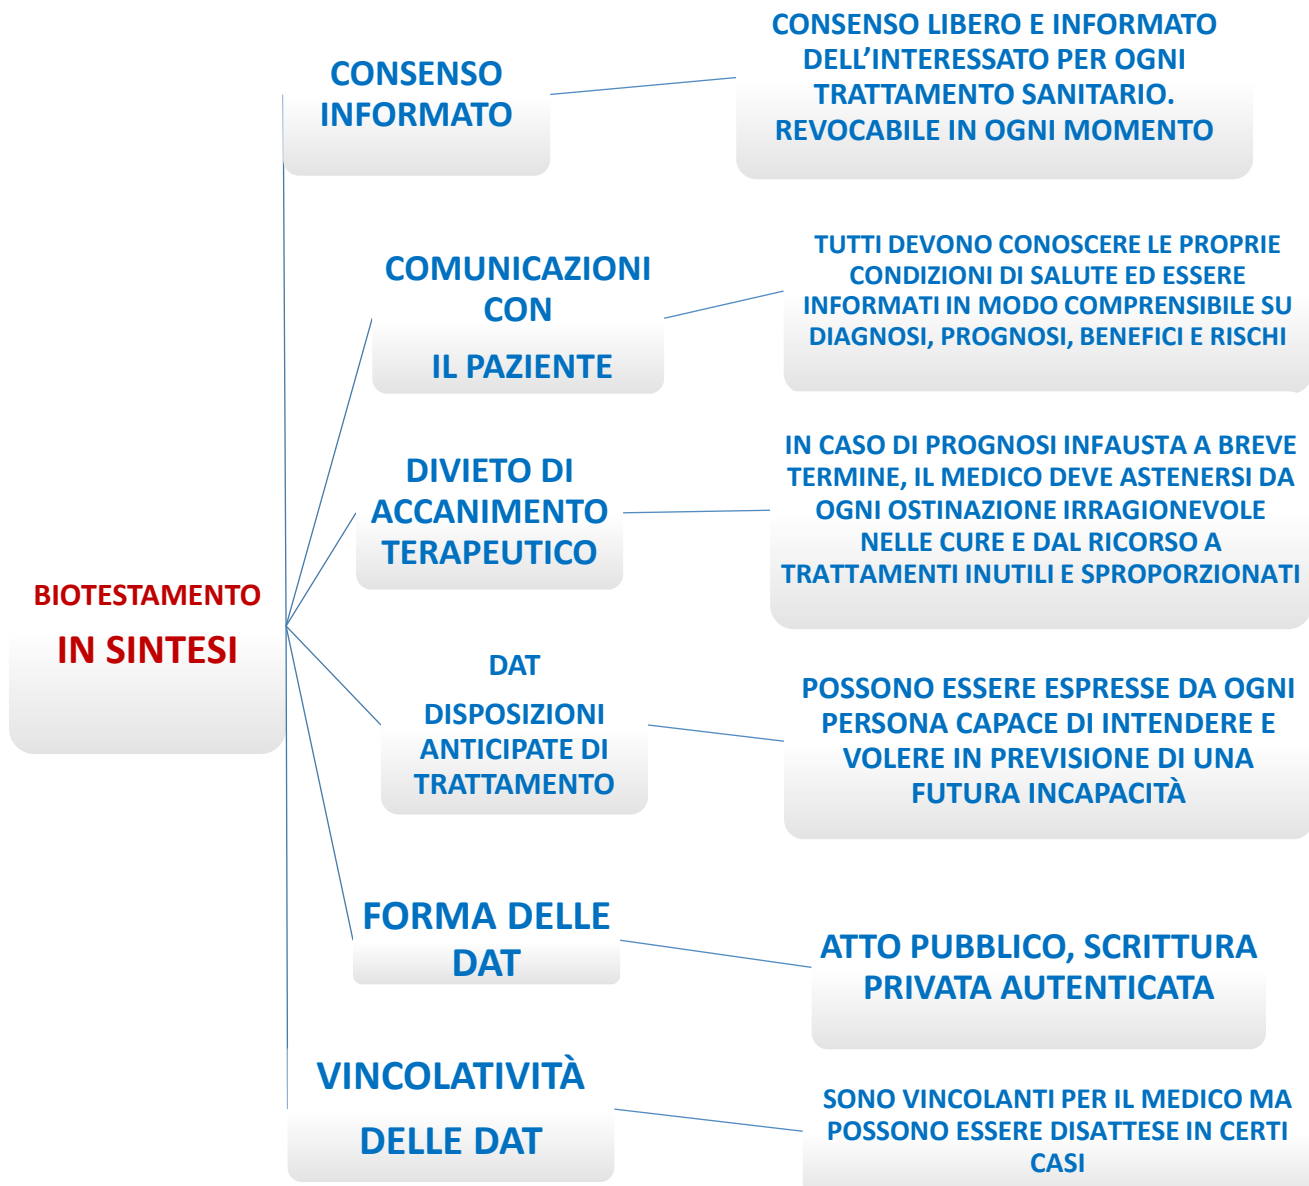 CONSENSO
INFORMATO
CONSENSO LIBERO E INFORMATO
DELL’INTERESSATO PER OGNI
TRATTAMENTO SANITARIO.
REVOCABILE IN OGNI MOMENTO
COMUNICAZIONI
CON
IL PAZIENTE
TUTTI DEVONO CONOSCERE LE PROPRIE
CONDIZIONI DI SALUTE ED ESSERE
INFORMATI IN MODO COMPRENSIBILE SU
DIAGNOSI, PROGNOSI, BENEFICI E RISCHI
DIVIETO DI
ACCANIMENTO
TERAPEUTICO
IN CASO DI PROGNOSI INFAUSTA A BREVE
TERMINE, IL MEDICO DEVE ASTENERSI DA
OGNI OSTINAZIONE IRRAGIONEVOLE
NELLE CURE E DAL RICORSO A
TRATTAMENTI INUTILI E SPROPORZIONATI
BIOTESTAMENTO
IN SINTESI
DAT
DISPOSIZIONI
ANTICIPATE DI
TRATTAMENTO
POSSONO ESSERE ESPRESSE DA OGNI
PERSONA CAPACE DI INTENDERE E
VOLERE IN PREVISIONE DI UNA
FUTURA INCAPACITÀ
FORMA DELLE
DAT
ATTO PUBBLICO, SCRITTURA
PRIVATA AUTENTICATA
VINCOLATIVITÀ
DELLE DAT
SONO VINCOLANTI PER IL MEDICO MA
POSSONO ESSERE DISATTESE IN CERTI
CASI